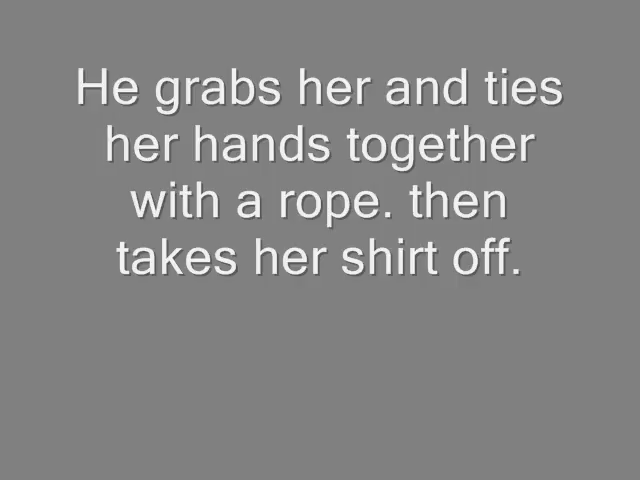 He grabs her and ties
her hands together
with a rope. then
takes her shirt off.